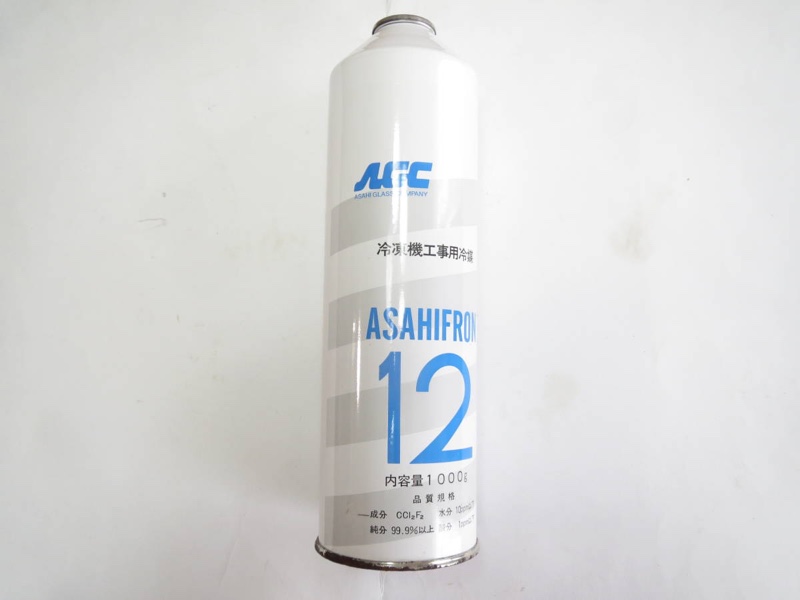 AGC
ASAHI GLASS COMPANY
冷凍機工事用冷媒
ASAHIFRON
12
内容量1000g
品質規格
成分 CCl₂F₂ 水分
純分 99.9%以上